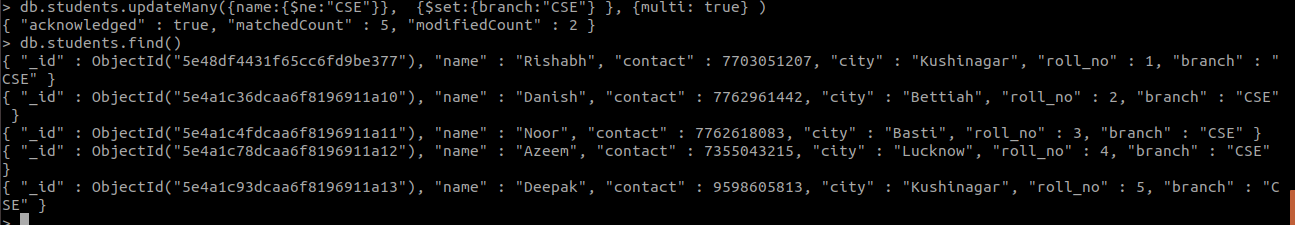 > db.students.updateMany({name:{$ne:"CSE"}},  {$set:{branch:"CSE"} }, {multi: true} )
{ "acknowledged" : true, "matchedCount" : 5, "modifiedCount" : 2 }
> db.students.find()
{ "_id" : ObjectId("5e48df4431f65cc6fd9be377"), "name" : "Rishabh", "contact" : 7703051207, "city" : "Kushinagar", "roll_no" : 1, "branch" : "
CSE" }
{ "_id" : ObjectId("5e4a1c36dcaa6f8196911a10"), "name" : "Danish", "contact" : 7762961442, "city" : "Bettiah", "roll_no" : 2, "branch" : "CSE"
 }
{ "_id" : ObjectId("5e4a1c4fdcaa6f8196911a11"), "name" : "Noor", "contact" : 7762618083, "city" : "Basti", "roll_no" : 3, "branch" : "CSE" }
{ "_id" : ObjectId("5e4a1c78dcaa6f8196911a12"), "name" : "Azeem", "contact" : 7355043215, "city" : "Lucknow", "roll_no" : 4, "branch" : "CSE"
}
{ "_id" : ObjectId("5e4a1c93dcaa6f8196911a13"), "name" : "Deepak", "contact" : 9598605813, "city" : "Kushinagar", "roll_no" : 5, "branch" : "C
SE" }
>